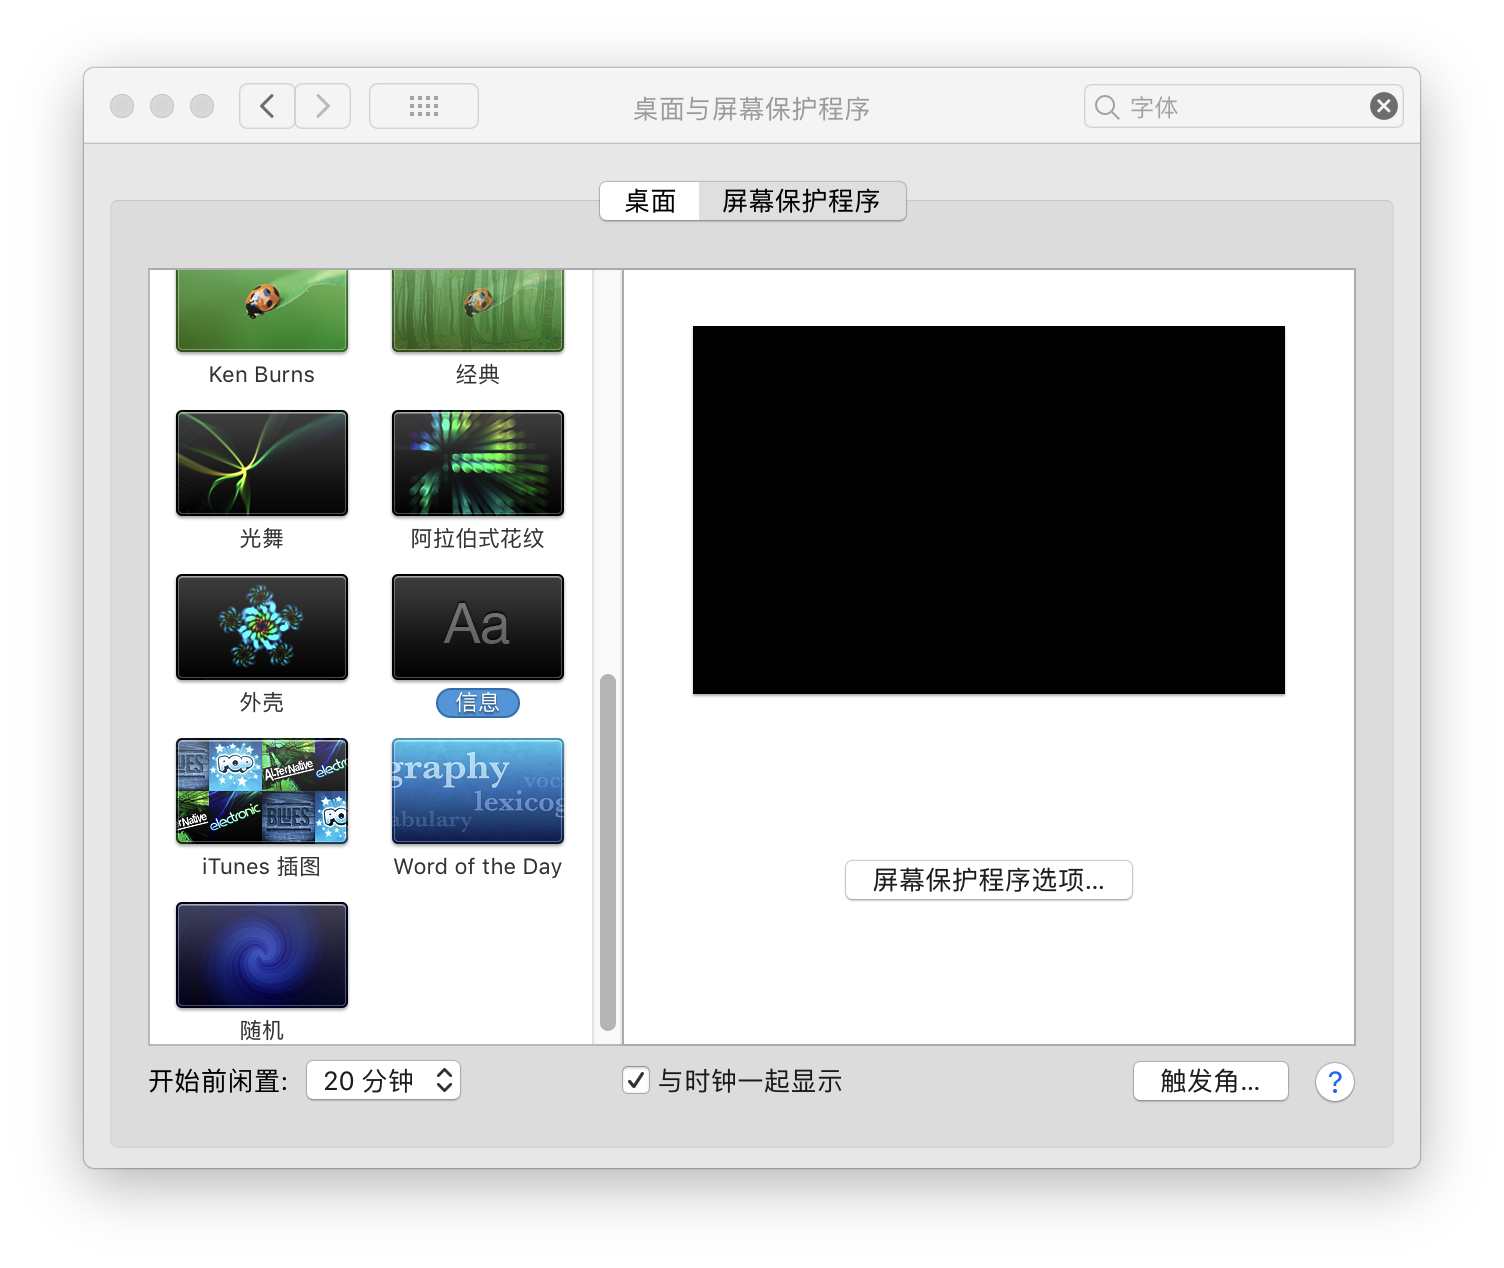 桌面与屏幕保护程序
字体
桌面
屏幕保护程序
Ken Burns
经典
光舞
阿拉伯式花纹
Aa
外壳
信息
POP
ALTerNative
electronic
BLUES
graphy
lexicog
abulary
iTunes 插图
Word of the Day
随机
屏幕保护程序选项...
开始前闲置:
20 分钟
与时钟一起显示
触发角...
?